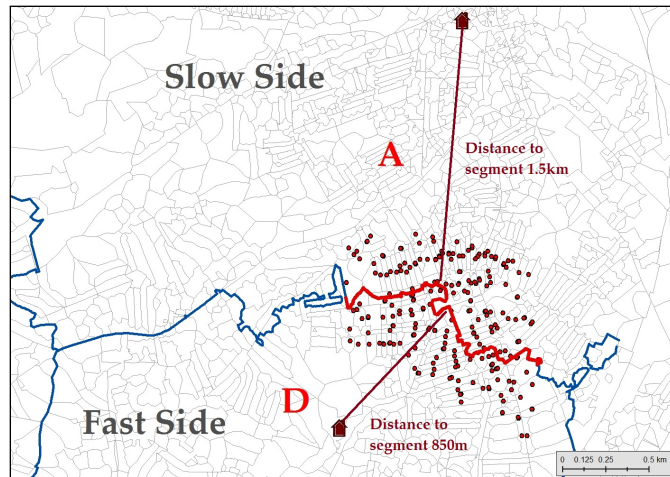 Slow Side
A
Distance to
segment 1.5km
D
Fast Side
Distance to
segment 850m
0 0.125 0.25 0.5 km